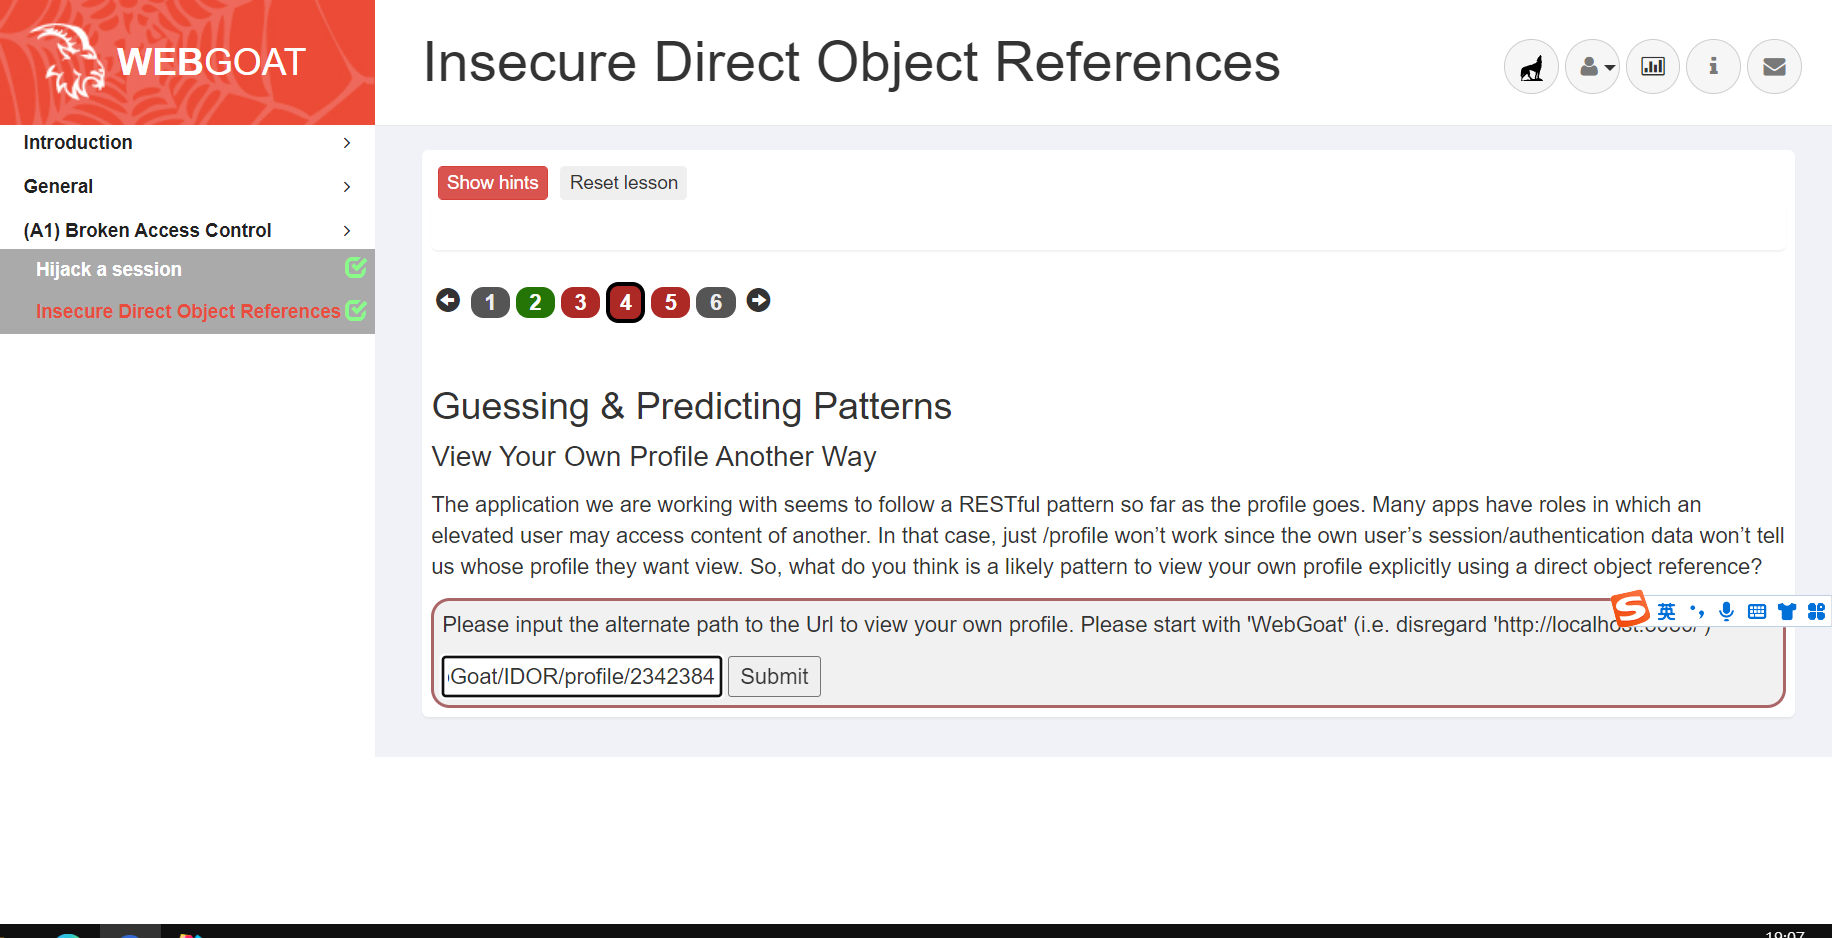 WEBGOAT
Insecure Direct Object References
Introduction
General
(A1) Broken Access Control
Hijack a session
Insecure Direct Object References
Show hints
Reset lesson
1 2 3 4 5 6
Guessing & Predicting Patterns
View Your Own Profile Another Way
The application we are working with seems to follow a RESTful pattern so far as the profile goes. Many apps have roles in which an
elevated user may access content of another. In that case, just /profile won’t work since the own user’s session/authentication data won’t tell
us whose profile they want view. So, what do you think is a likely pattern to view your own profile explicitly using a direct object reference?
英
Please input the alternate path to the Url to view your own profile. Please start with 'WebGoat' (i.e. disregard 'http://localhost
Goat/IDOR/profile/2342384
Submit